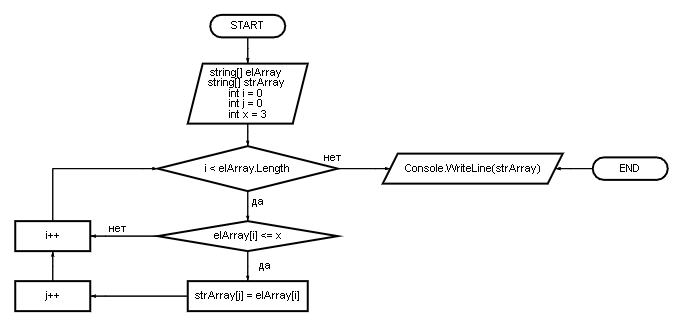 START
string[] elArray
string[] strArray
int i = 0
int j = 0
int x = 3
i < elArray.Length
нет
Console.WriteLine(strArray)
END
да
i++
нет
elArray[i] <= x
да
j++
strArray[j] = elArray[i]